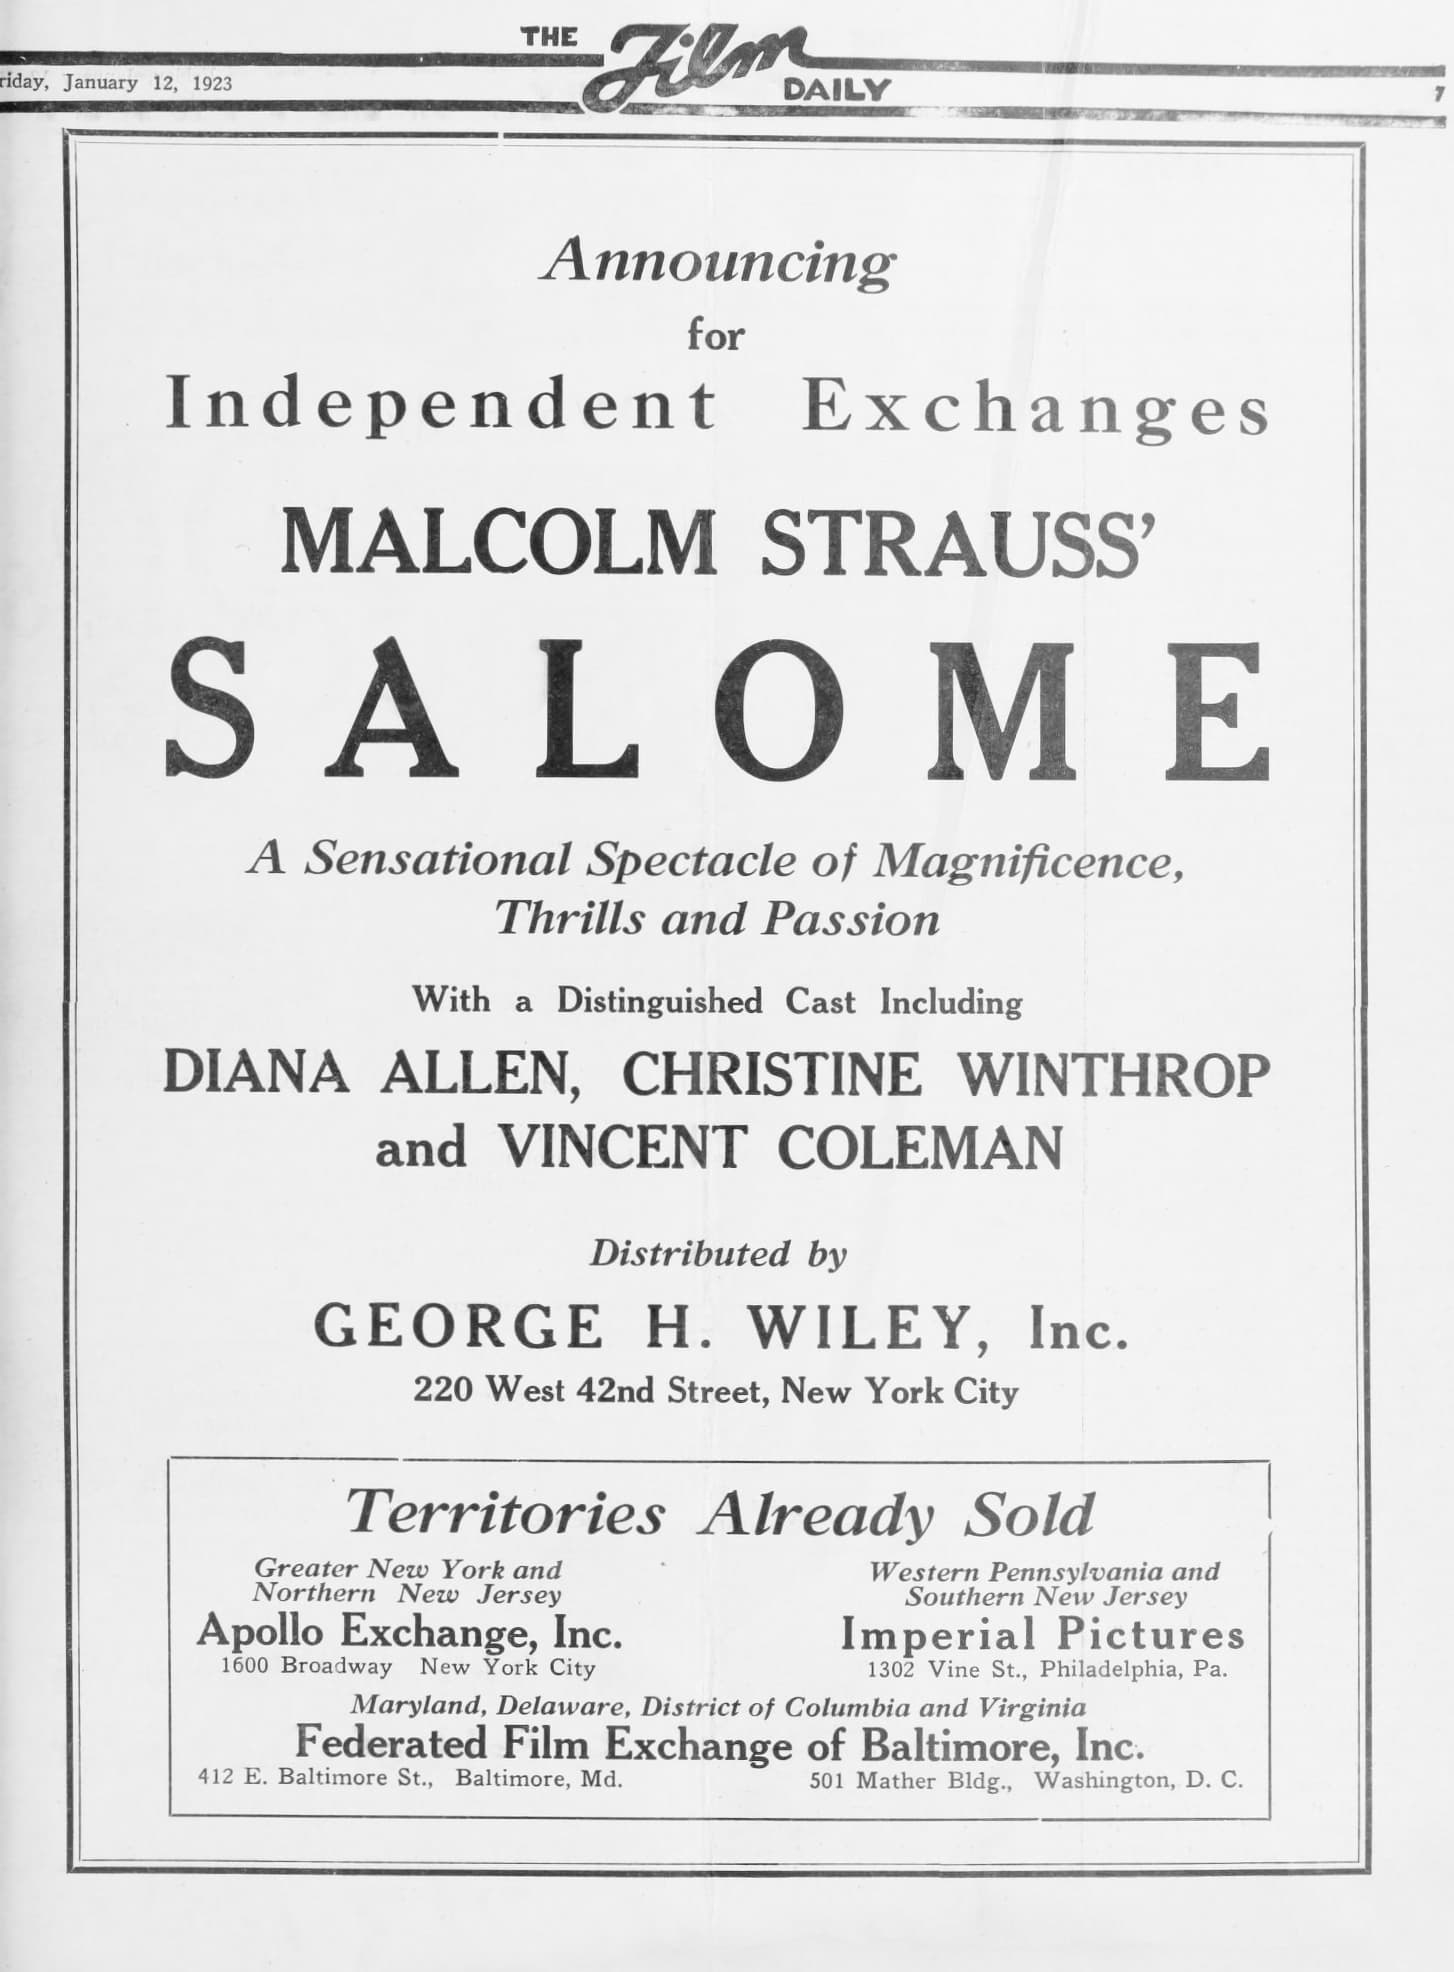 THE Film DAILY
riday, January 12, 1923
7
Announcing
for
Independent Exchanges
MALCOLM STRAUSS'
SALOME
A Sensational Spectacle of Magnificence,
Thrills and Passion
With a Distinguished Cast Including
DIANA ALLEN, CHRISTINE WINTHROP
and VINCENT COLEMAN
Distributed by
GEORGE H. WILEY, Inc.
220 West 42nd Street, New York City
Territories Already Sold
Greater New York and
Northern New Jersey
Apollo Exchange, Inc.
1600 Broadway New York City
Western Pennsylvania and
Southern New Jersey
Imperial Pictures
1302 Vine St., Philadelphia, Pa.
Maryland, Delaware, District of Columbia and Virginia
Federated Film Exchange of Baltimore, Inc.
412 E. Baltimore St., Baltimore, Md.
501 Mather Bldg., Washington, D. C.